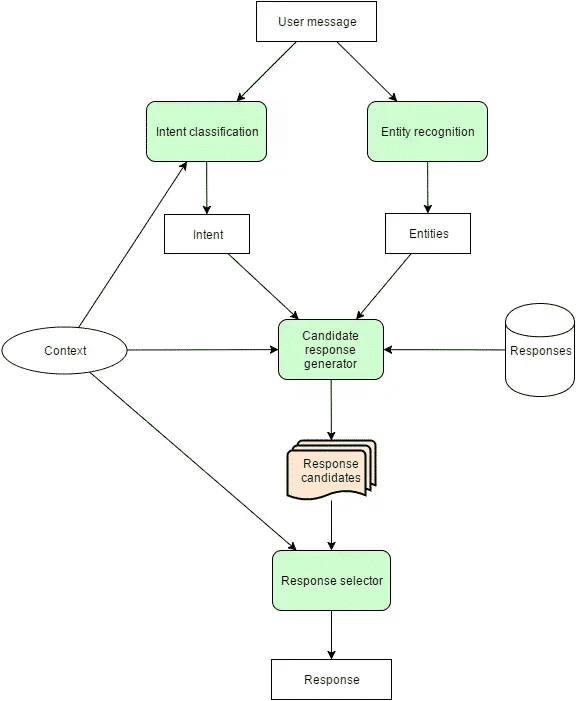 User message
Intent classification
Entity recognition
Intent
Entities
Context
Candidate
response
generator
Responses
Response
candidates
Response selector
Response